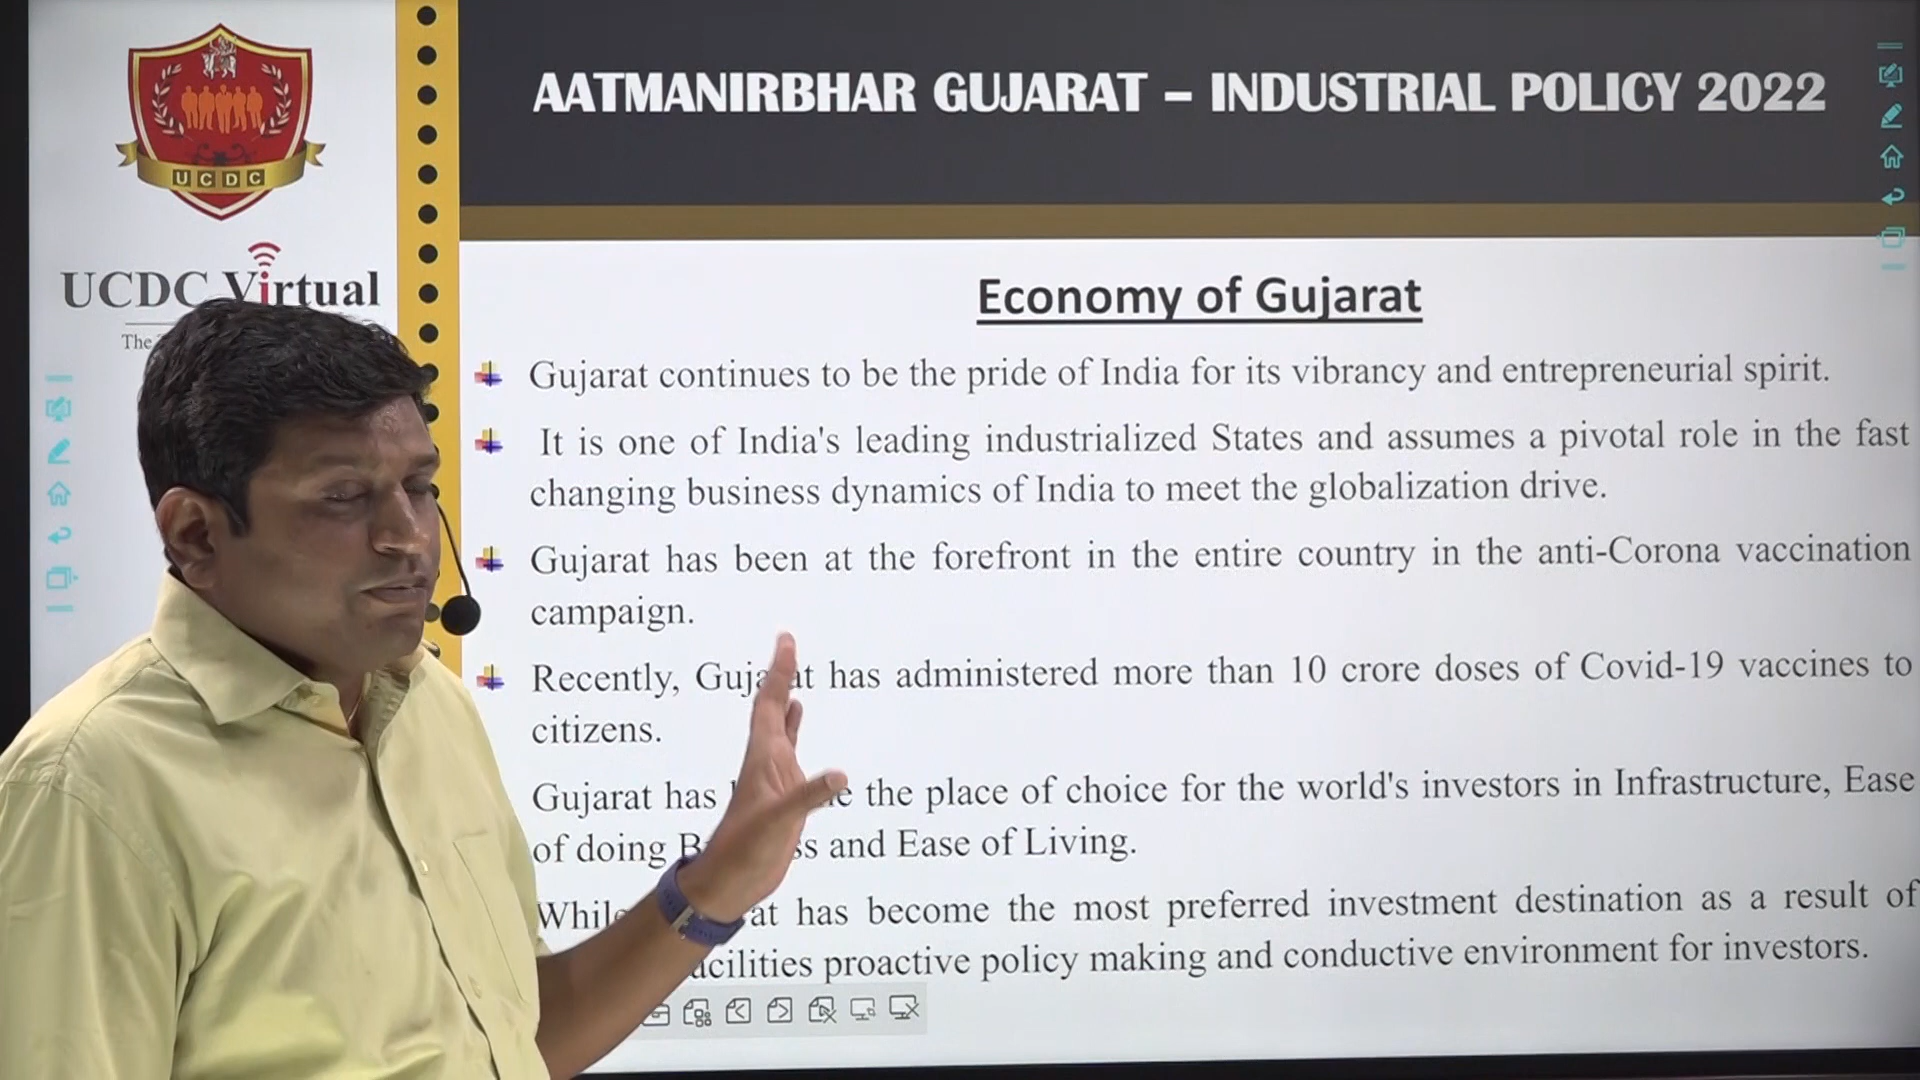 UCDC
UCDC Virtual
The
AATMANIRBHAR GUJARAT – INDUSTRIAL POLICY 2022
Economy of Gujarat
Gujarat continues to be the pride of India for its vibrancy and entrepreneurial spirit.
It is one of India's leading industrialized States and assumes a pivotal role in the fast
changing business dynamics of India to meet the globalization drive.
Gujarat has been at the forefront in the entire country in the anti-Corona vaccination
campaign.
Recently, Gujarat has administered more than 10 crore doses of Covid-19 vaccines to
citizens.
Gujarat has the place of choice for the world's investors in Infrastructure, Ease
of doing and Ease of Living.
has become the most preferred investment destination as a result of
proactive policy making and conductive environment for investors.